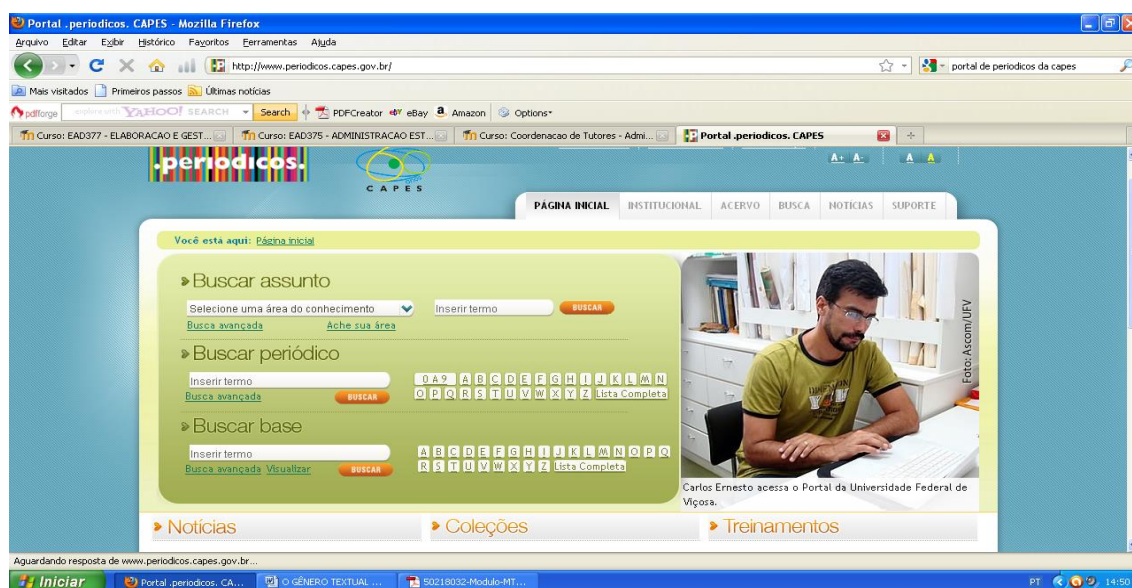 Portal .periodicos. CAPES - Mozilla Firefox
Arquivo Editar Exibir Histórico Favoritos Ferramentas Ajuda
http://www.periodicos.capes.gov.br/ portal de periodicos da capes
Mais visitados Primeiros passos Últimas notícias
pdfforge YAHOO! SEARCH Search PDFCreator eBay Amazon Options
Curso: EAD377 - ELABORACAO E GEST... Curso: EAD375 - ADMINISTRACAO EST... Curso: Coordenacao de Tutores - Admi... Portal .periodicos. CAPES
.periodicos. A+ A- A A
CAPES
PÁGINA INICIAL INSTITUCIONAL ACERVO BUSCA NOTÍCIAS SUPORTE
Você está aqui: Página inicial
Buscar assunto
Selecione uma área do conhecimento Inserir termo BUSCAR
Busca avançada Ache sua área
Buscar periódico
Inserir termo 0 A 9 A B C D E F G H I J K L M N
Busca avançada BUSCAR O P Q R S T U V W X Y Z Lista Completa
Buscar base
Inserir termo A B C D E F G H I J K L M N O P Q
Busca avançada Visualizar BUSCAR R S T U V W X Y Z Lista Completa
Foto: Ascom/UFV
Carlos Ernesto acessa o Portal da Universidade Federal de
Viçosa.
Notícias Coleções Treinamentos
Aguardando resposta de www.periodicos.capes.gov.br...
Iniciar Portal .periodicos. CA... O GÊNERO TEXTUAL ... 50218032-Modulo-MT... PT 14:50